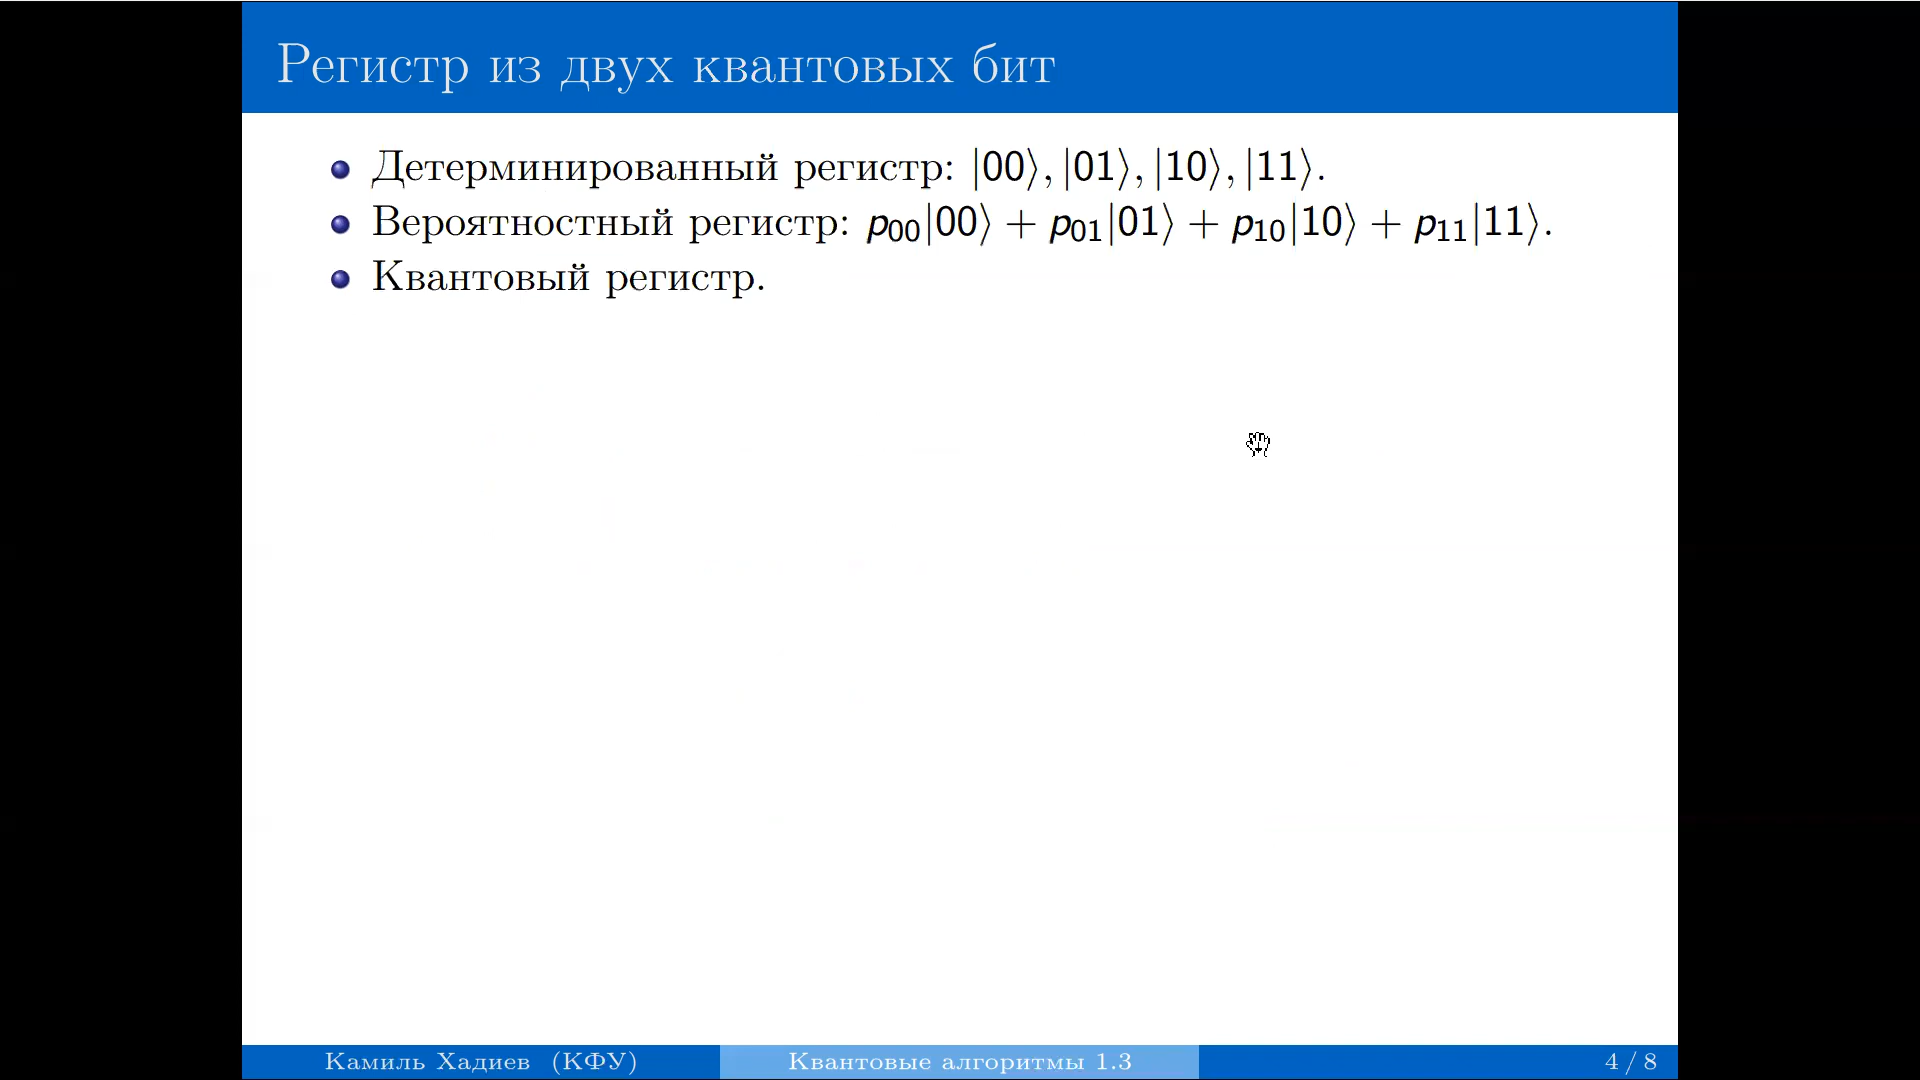 Регистр из двух квантовых бит
Детерминированный регистр: |00⟩, |01⟩, |10⟩, |11⟩.
Вероятностный регистр: p₀₀|00⟩ + p₀₁|01⟩ + p₁₀|10⟩ + p₁₁|11⟩.
Квантовый регистр.
Камиль Хадиев (КФУ) Квантовые алгоритмы 1.3 4 / 8